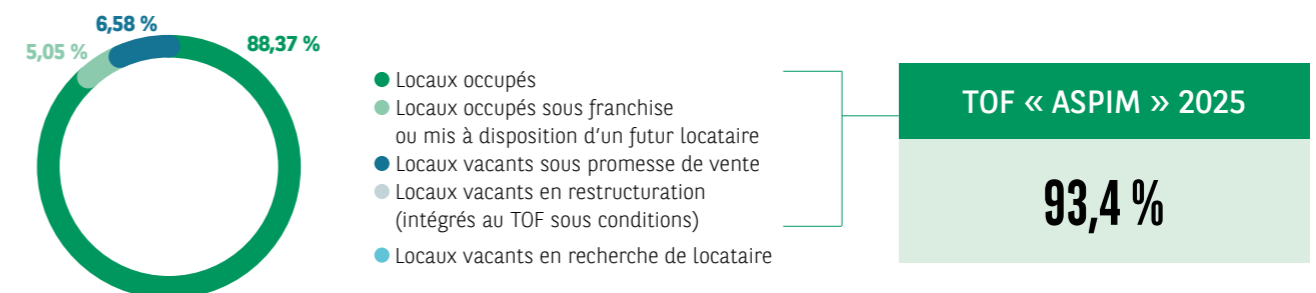 6,58 %
5,05 %
88,37 %
Locaux occupés
Locaux occupés sous franchise
ou mis à disposition d'un futur locataire
Locaux vacants sous promesse de vente
Locaux vacants en restructuration
(intégrés au TOF sous conditions)
Locaux vacants en recherche de locataire
TOF « ASPIM » 2025
93,4 %